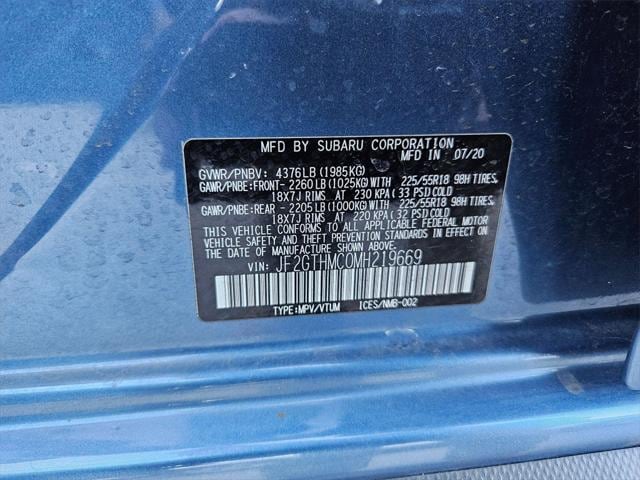 MFD BY SUBARU CORPORATION
GVWR/PNBV: 4376LB(1985KG) MFD IN 07/20
GAWR/PNBE:FRONT-2260LB(1025KG)WITH 225/55R18 98H TIRES,
18X7J RIMS AT 230 KPA(33 PSI)COLD
GAWR/PNBE:REAR -2205LB(1000KG)WITH 225/55R18 98H TIRES,
18X7J RIMS AT 220 KPA(32 PSI)COLD
THIS VEHICLE CONFORMS TO ALL APPLICABLE FEDERAL MOTOR
VEHICLE SAFETY AND THEFT PREVENTION STANDARDS IN EFFECT ON
THE DATE OF MANUFACTURE SHOWN ABOVE.
VIN: JF2GTHMC0MH219669
TYPE:MPV/VTUM ICES/NMB-002